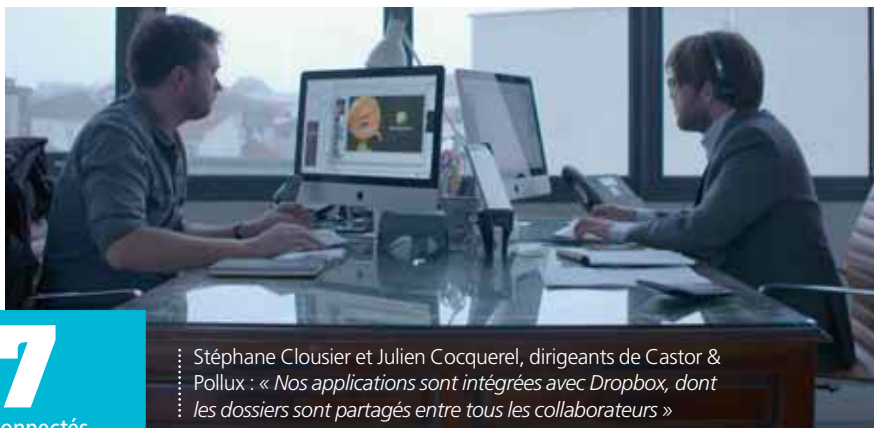 7
onnectés
Stéphane Clousier et Julien Cocquerel, dirigeants de Castor &
Pollux : « Nos applications sont intégrées avec Dropbox, dont
les dossiers sont partagés entre tous les collaborateurs »